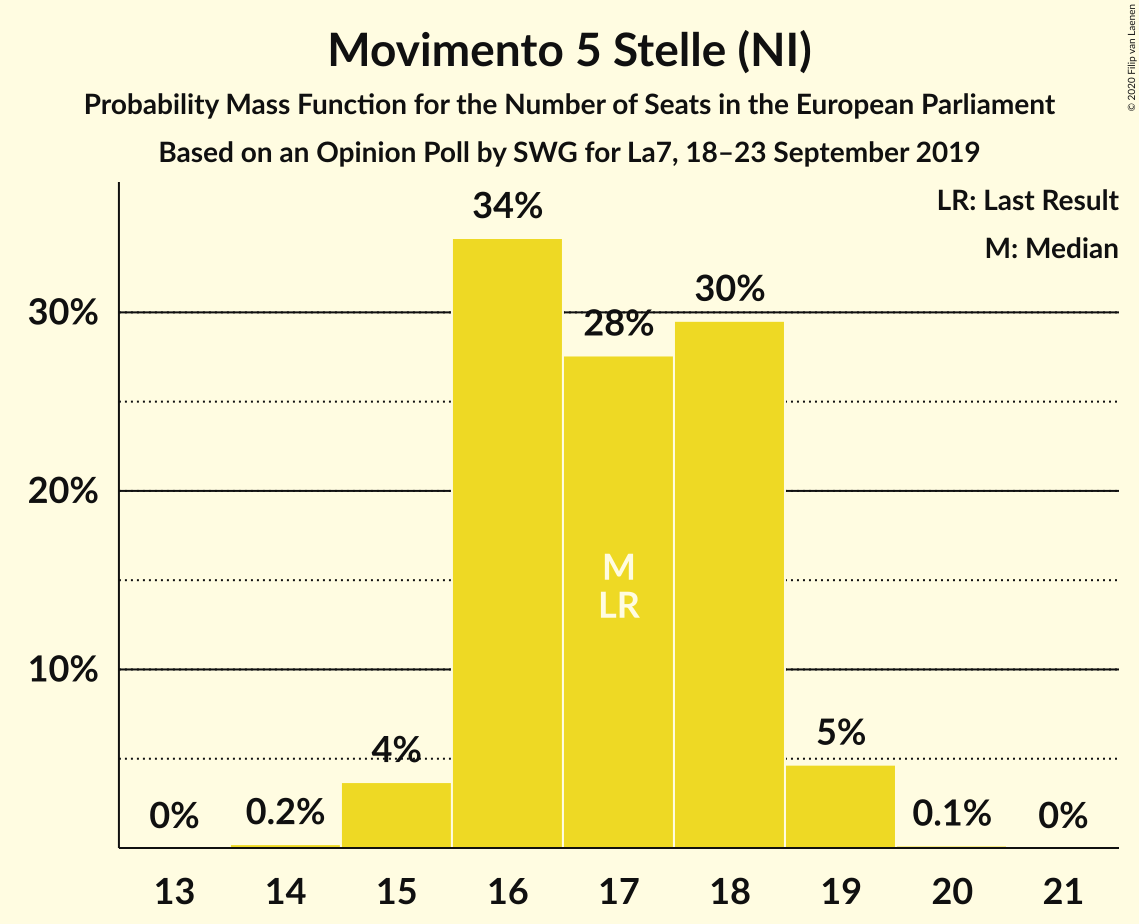 Movimento 5 Stelle (NI)
Probability Mass Function for the Number of Seats in the European Parliament
Based on an Opinion Poll by SWG for La7, 18–23 September 2019
© 2020 Filip van Laenen
LR: Last Result
M: Median
30%
20%
10%
0%
0.2%
4%
34%
28%
30%
5%
0.1%
0%
M
LR
13
14
15
16
17
18
19
20
21